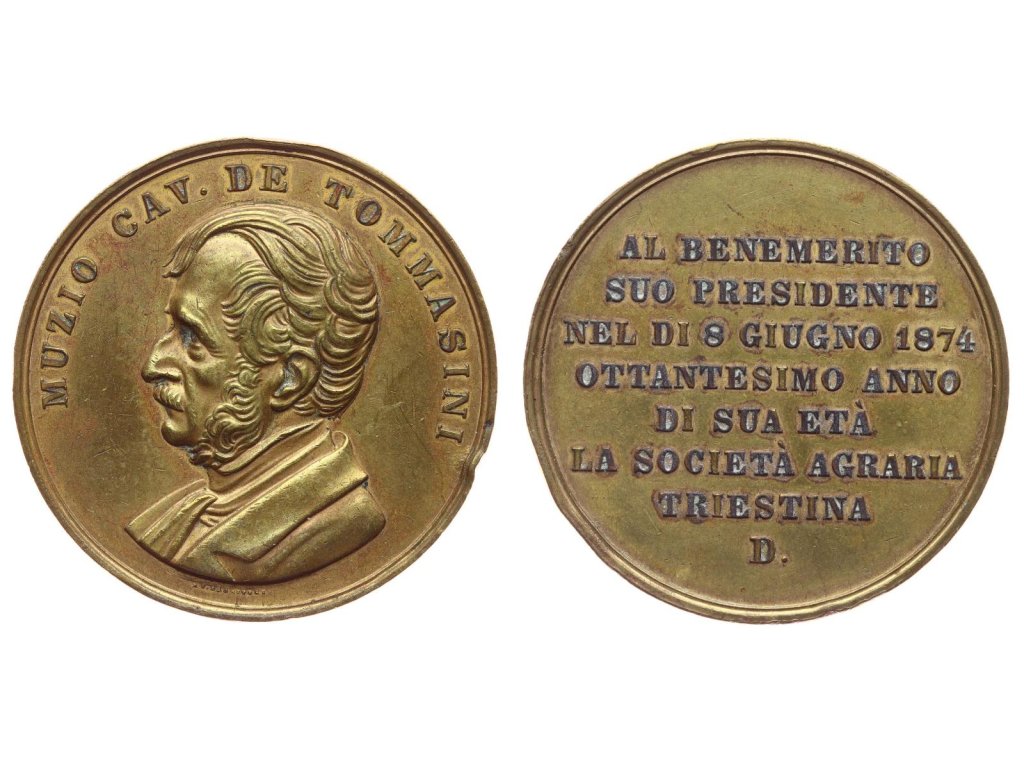 MUZIO CAV. DE TOMMASINI
AL BENEMERITO
SUO PRESIDENTE
NEL DI 8 GIUGNO 1874
OTTANTESIMO ANNO
DI SUA ETÀ
LA SOCIETÀ AGRARIA
TRIESTINA
D.